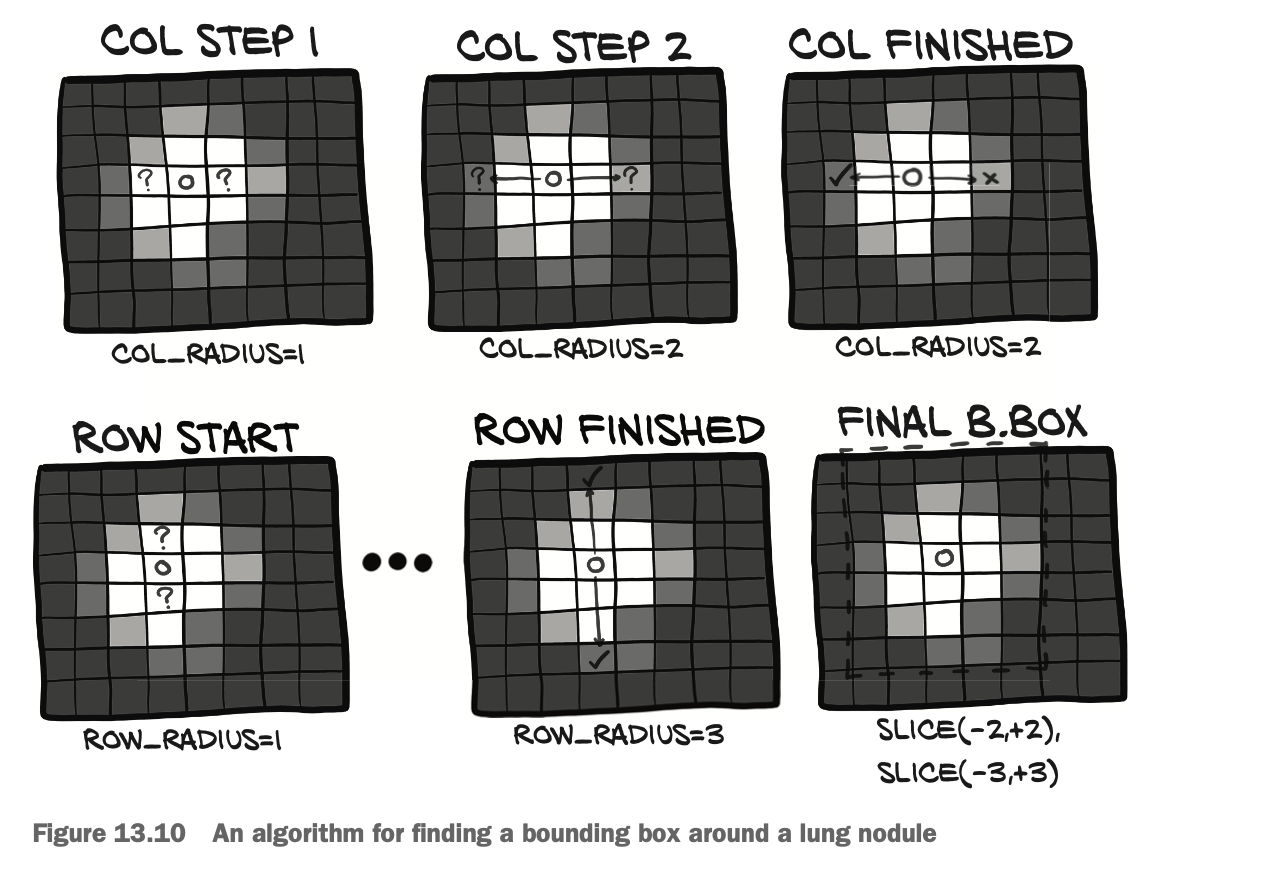 COL STEP 1
COL STEP 2
COL FINISHED
? O ?
? O ?
✓ O ×
COL_RADIUS=1
COL_RADIUS=2
COL_RADIUS=2
ROW START
ROW FINISHED
FINAL B.BOX
?
O
?
✓
O
✓
O
ROW_RADIUS=1
ROW_RADIUS=3
SLICE(-2,+2),
SLICE(-3,+3)
Figure 13.10 An algorithm for finding a bounding box around a lung nodule